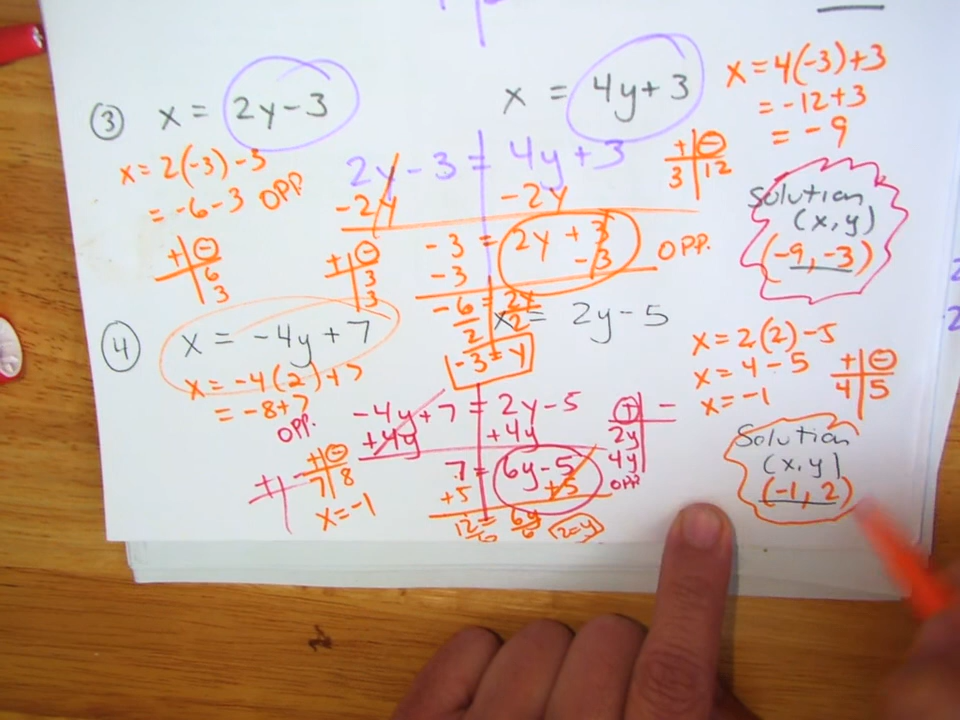 ③ x = 2y-3
x = 4y+3
x = 4(-3)+3
= -12+3
= -9
x = 2(-3)-3
= -6-3 OPP.
+ | -
6
3
2y-3 = 4y+3
-2y -2y
-3 = 2y + 3
-3 -3
OPP.
-6/2 = 2y/2
-3 = y
+ | -
3
3
+ | -
3 | 12
Solution
(x,y)
(-9,-3)
④ x = -4y+7
x = 2y-5
x = -4(2)+7
= -8+7
OPP.
+ | -
7 | 8
x=-1
+
-4y+7 = 2y-5
+4y +4y
7 = 6y-5
+5 +5
12/6 = 6y/6
2=y
+ | -
2y
4y
OPP
x = 2(2)-5
x = 4-5
x = -1
+ | -
4 | 5
Solution
(x,y)
(-1,2)